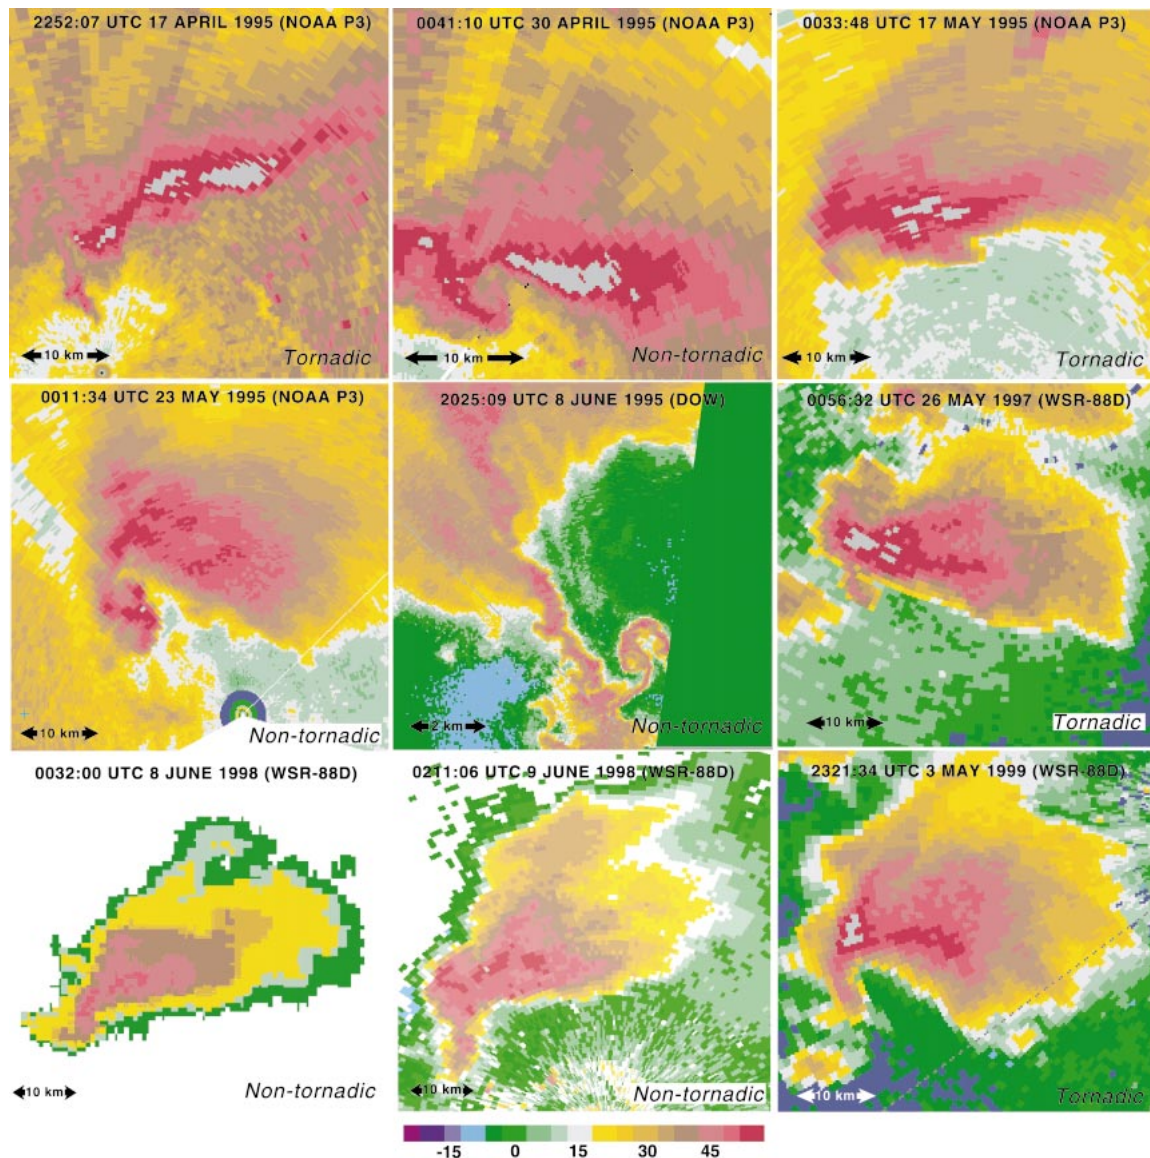 2252:07 UTC 17 APRIL 1995 (NOAA P3)
10 km
Tornadic
0041:10 UTC 30 APRIL 1995 (NOAA P3)
10 km
Non-tornadic
0033:48 UTC 17 MAY 1995 (NOAA P3)
10 km
Tornadic
0011:34 UTC 23 MAY 1995 (NOAA P3)
10 km
Non-tornadic
2025:09 UTC 8 JUNE 1995 (DOW)
2 km
Non-tornadic
0056:32 UTC 26 MAY 1997 (WSR-88D)
10 km
Tornadic
0032:00 UTC 8 JUNE 1998 (WSR-88D)
10 km
Non-tornadic
0211:06 UTC 9 JUNE 1998 (WSR-88D)
10 km
Non-tornadic
2321:34 UTC 3 MAY 1999 (WSR-88D)
10 km
Tornadic
-15 0 15 30 45